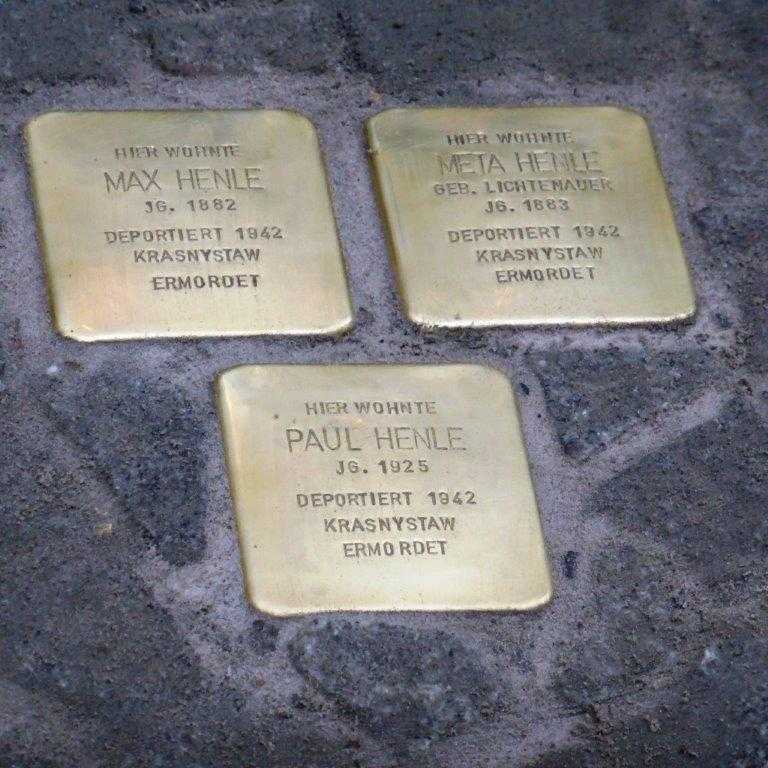 HIER WOHNTE
MAX HENLE
JG. 1882
DEPORTIERT 1942
KRASNYSTAW
ERMORDET
HIER WOHNTE
META HENLE
GEB. LICHTENAUER
JG. 1883
DEPORTIERT 1942
KRASNYSTAW
ERMORDET
HIER WOHNTE
PAUL HENLE
JG. 1925
DEPORTIERT 1942
KRASNYSTAW
ERMORDET